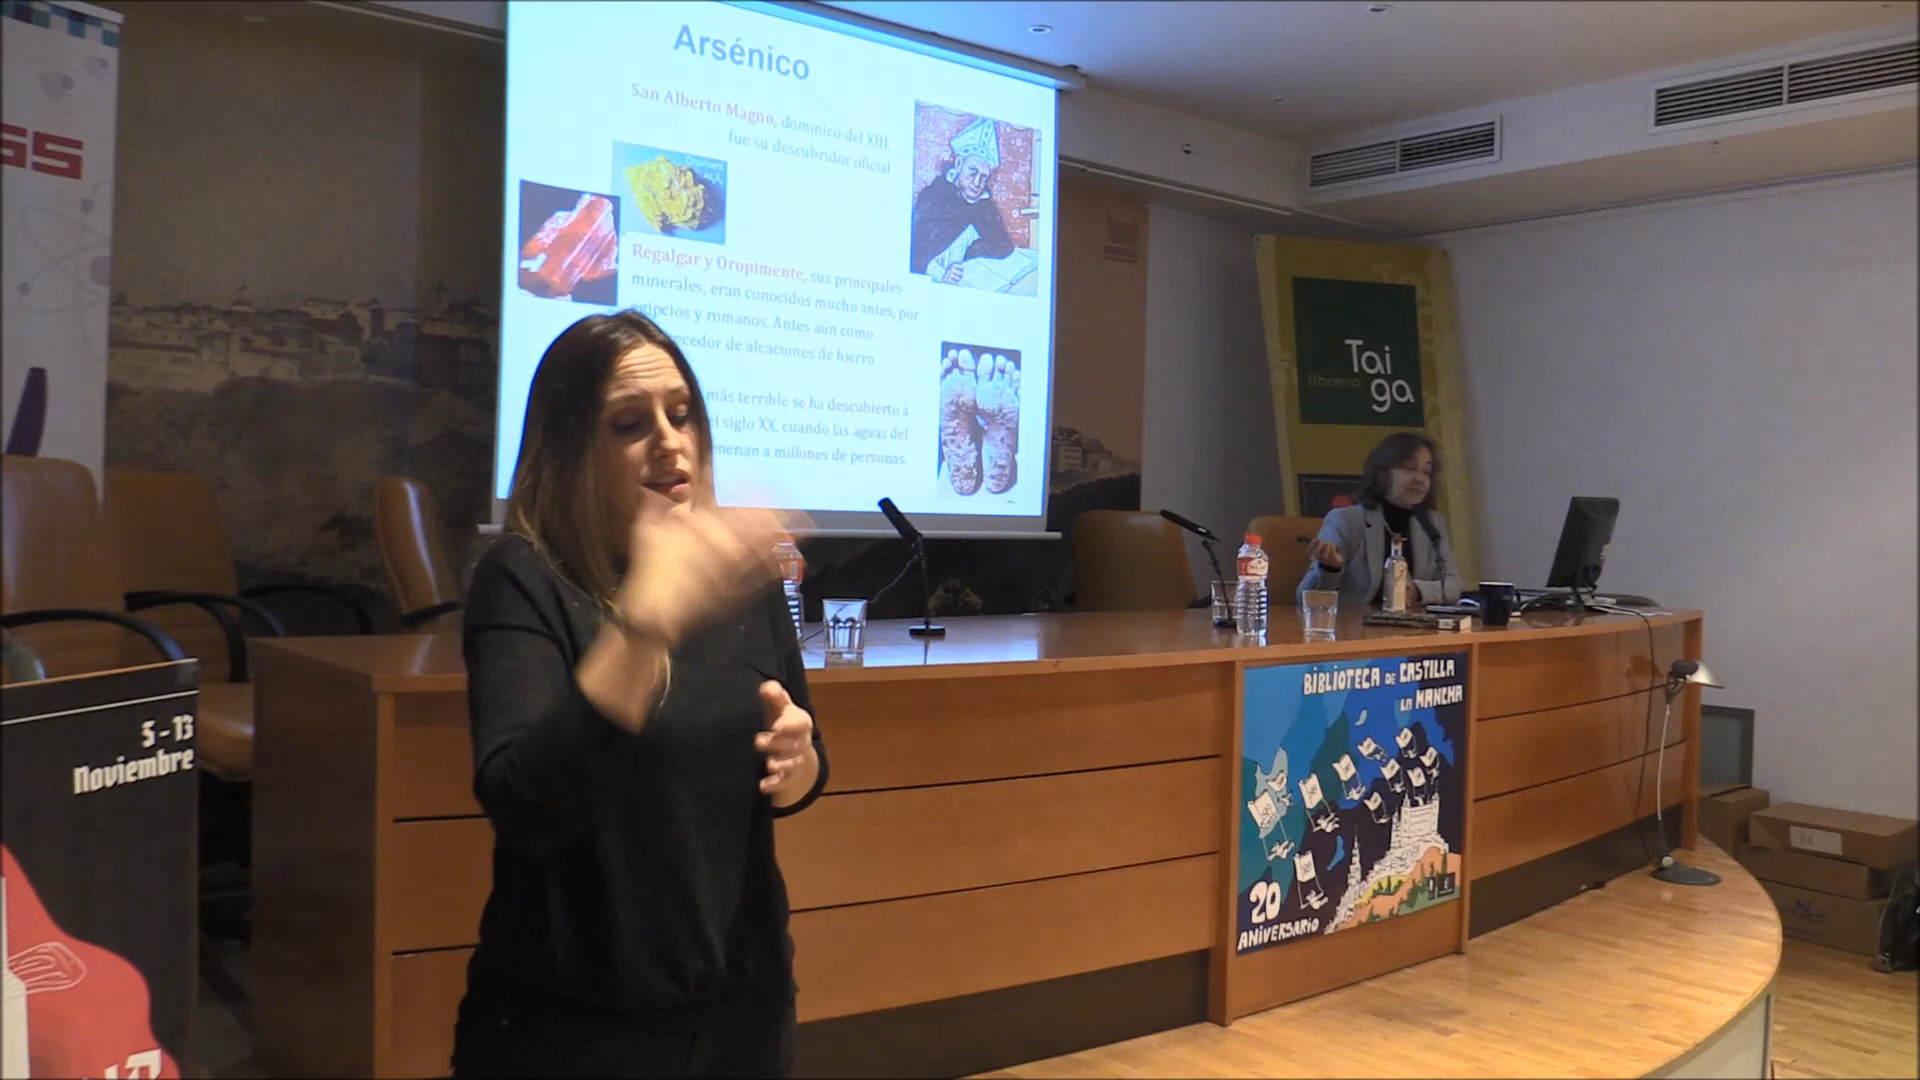 Arsénico
San Alberto Magno, dominico del XIII,
fue su descubridor oficial
Oropiment
Regalgar y Oropimente, sus principales
minerales, eran conocidos mucho antes, por
egipcios y romanos. Antes aún como
recedor de aleaciones de hierro
más terrible se ha descubierto a
el siglo XX, cuando las aguas del
enenan a millones de personas.
Tai
librería
ga
5 - 13
Noviembre
BIBLIOTECA DE CASTILLA
LA MANCHA
20
ANIVERSARIO